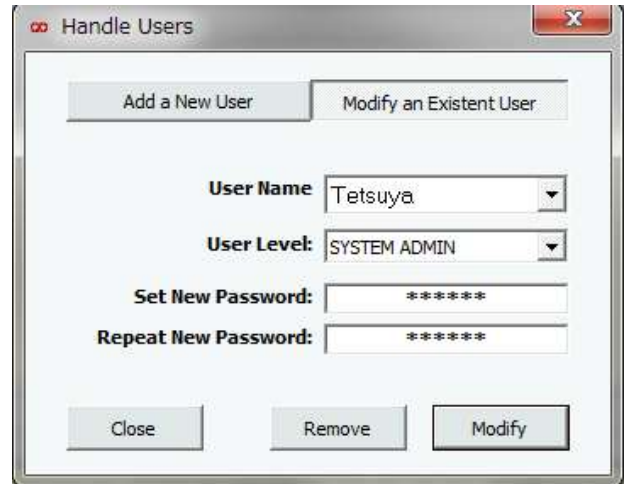 Handle Users
Add a New User Modify an Existent User
User Name Tetsuya
User Level: SYSTEM ADMIN
Set New Password: ******
Repeat New Password: ******
Close Remove Modify